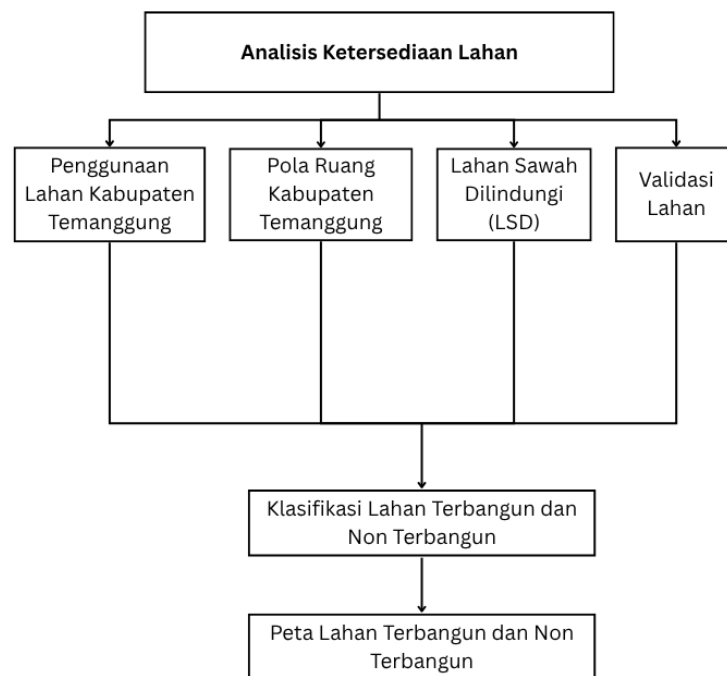 Analisis Ketersediaan Lahan
Penggunaan
Lahan Kabupaten
Temanggung
Pola Ruang
Kabupaten
Temanggung
Lahan Sawah
Dilindungi
(LSD)
Validasi
Lahan
Klasifikasi Lahan Terbangun dan
Non Terbangun
Peta Lahan Terbangun dan Non
Terbangun